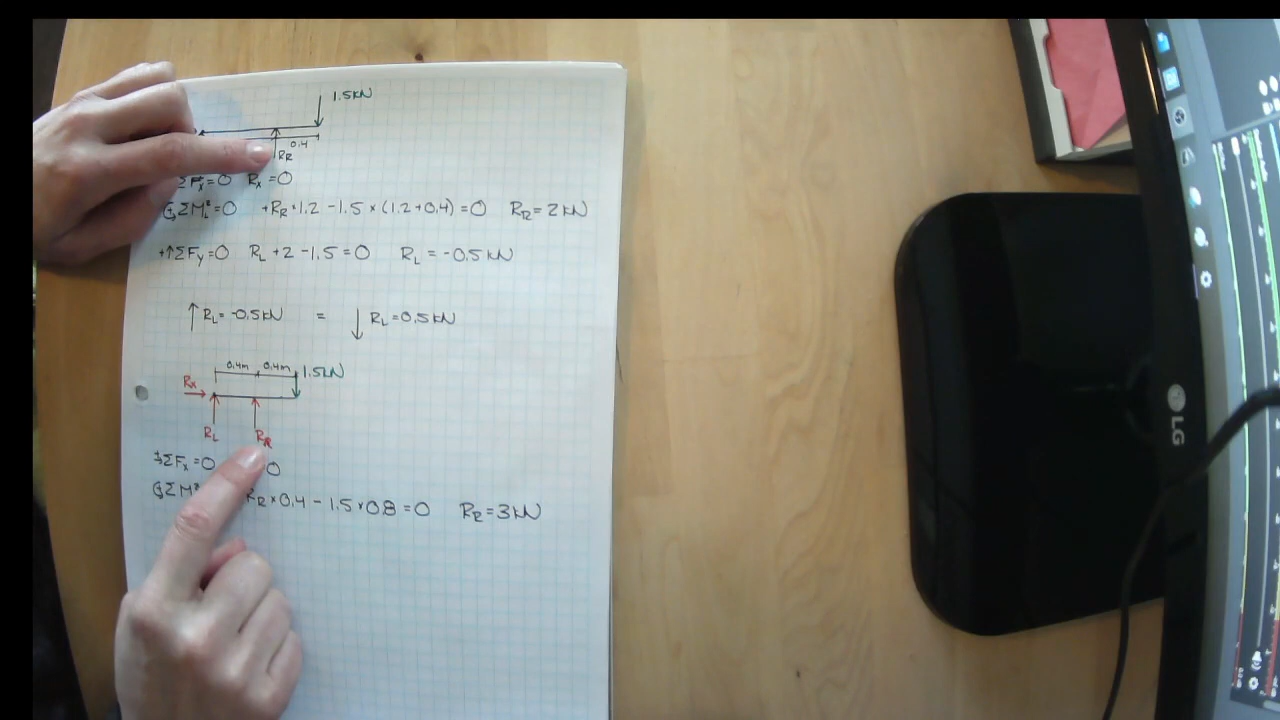 1.5kN
0.4
RR
ΣFx=0 Rx=0
ΣML=0 +RR×1.2 -1.5×(1.2+0.4)=0 RR=2kN
+↑ΣFy=0 RL+2-1.5=0 RL=-0.5kN
↑RL=-0.5kN = ↓RL=0.5kN
0.4m 0.4m 1.5kN
Rx
RL RR
ΣFx=0 0
ΣM RR×0.4-1.5×0.8=0 RR=3kN
LG